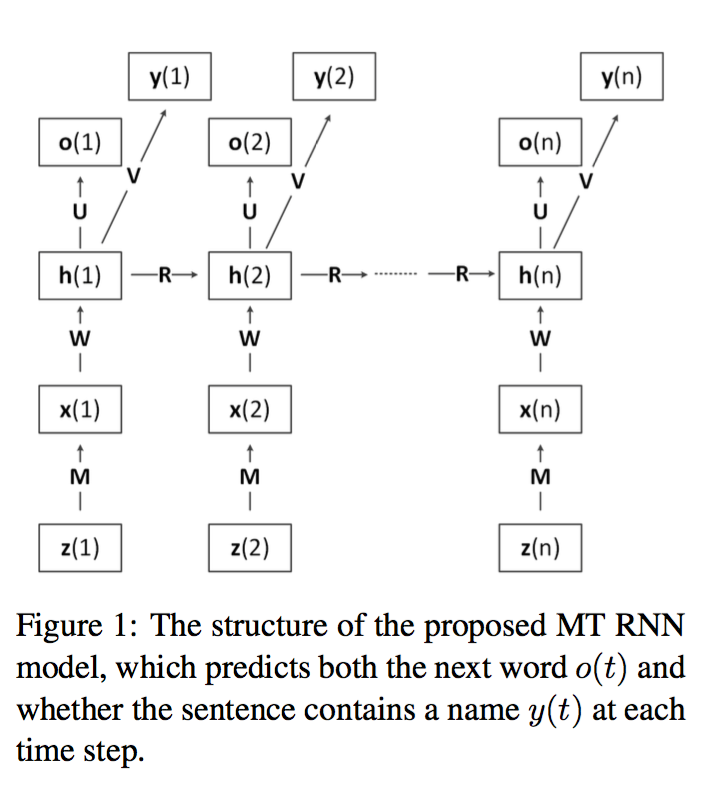 y(1) y(2) y(n)
o(1) o(2) o(n)
V V V
U U U
h(1) R h(2) R R h(n)
W W W
x(1) x(2) x(n)
M M M
z(1) z(2) z(n)
Figure 1: The structure of the proposed MT RNN
model, which predicts both the next word o(t) and
whether the sentence contains a name y(t) at each
time step.